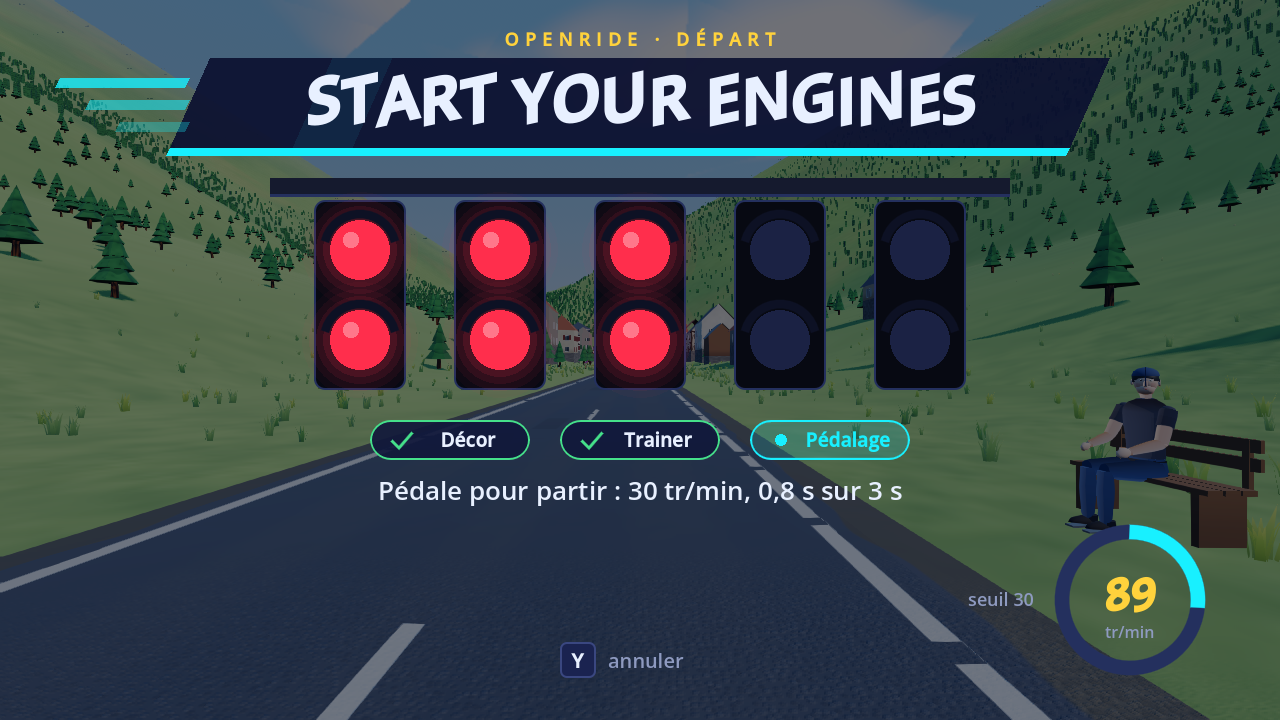 OPENRIDE · DÉPART
START YOUR ENGINES
Décor
Trainer
Pédalage
Pédale pour partir : 30 tr/min, 0,8 s sur 3 s
seuil 30
89
tr/min
Y annuler